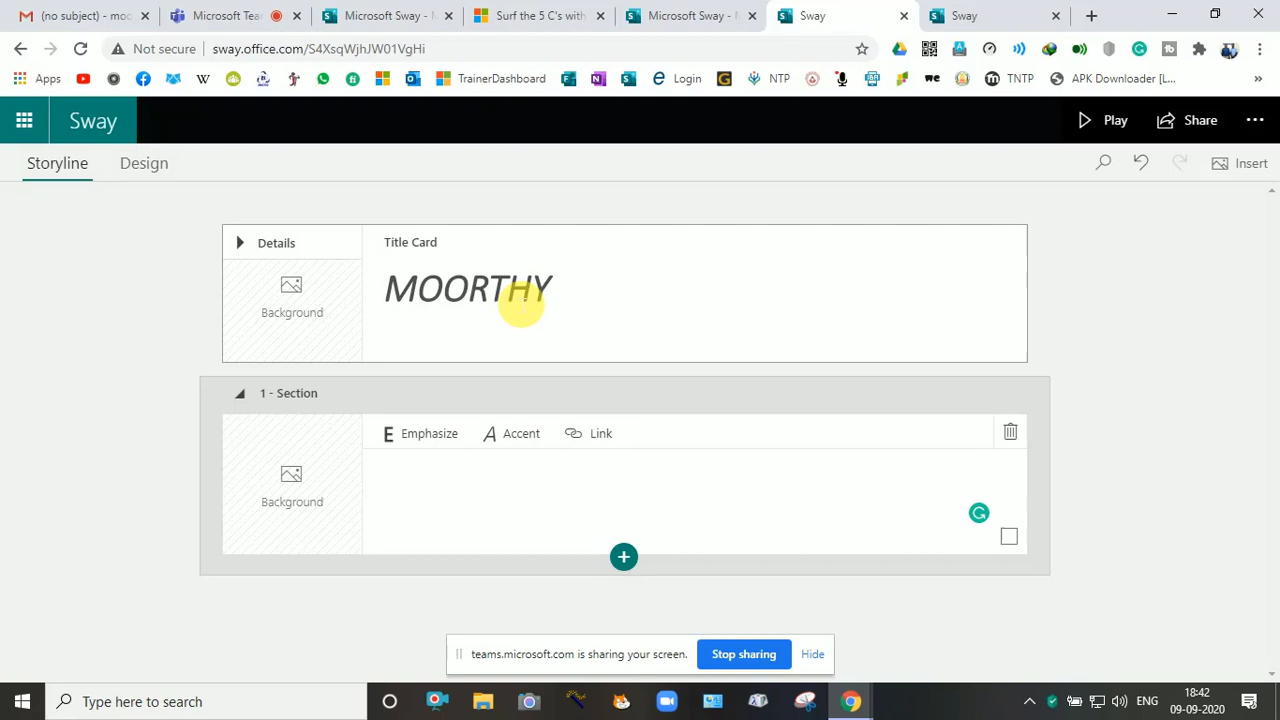 (no subject) - moo
Microsoft Tea
Microsoft Sway - M
Surf the 5 C's with
Microsoft Sway - M
Sway
Sway
Not secure
sway.office.com/S4XsqWjhJW01VgHi
Apps
TrainerDashboard
Login
NTP
TNTP
APK Downloader [L...
Sway
Play
Share
Storyline
Design
Insert
Details
Title Card
MOORTHY
Background
1 - Section
Emphasize
Accent
Link
Background
teams.microsoft.com is sharing your screen.
Stop sharing
Hide
Type here to search
ENG
18:42
09-09-2020